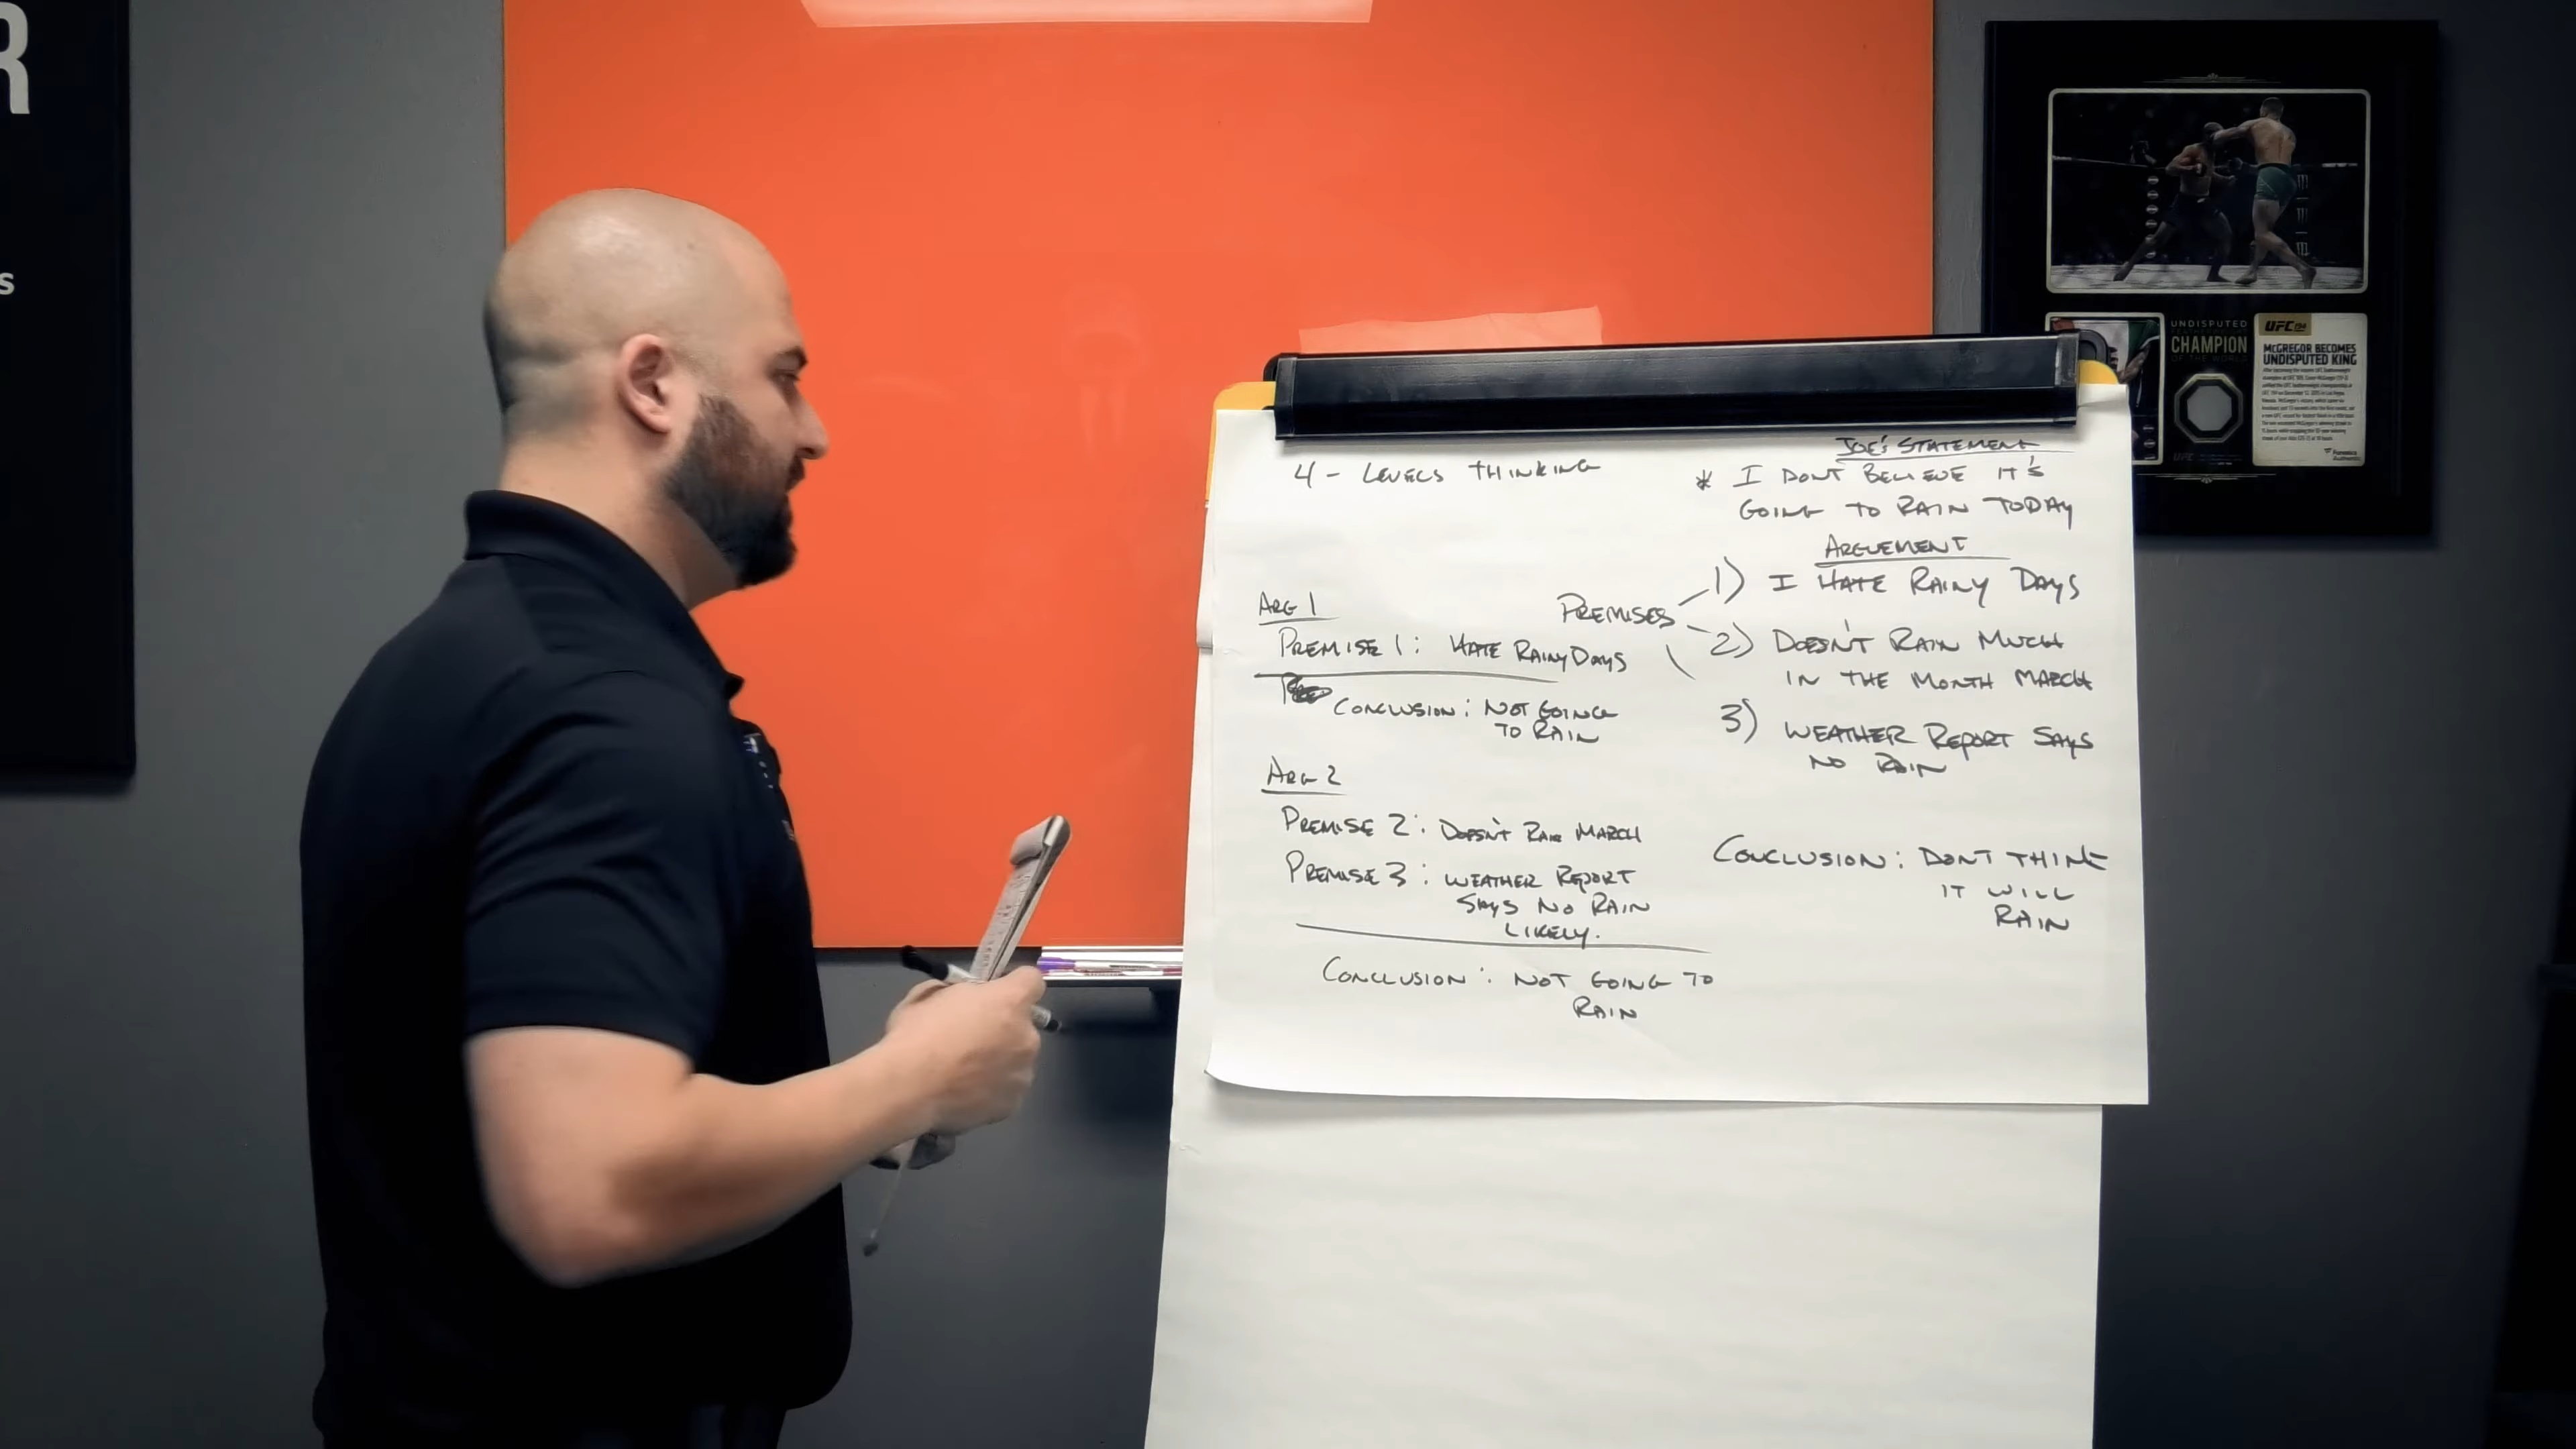 R
s
4 - LEVELS THINKING
ARG 1
PREMISE 1: HATE RAINY DAYS
CONCLUSION: NOT GOING
TO RAIN
ARG 2
PREMISE 2: DOESN'T RAIN MARCH
PREMISE 3: WEATHER REPORT
SAYS NO RAIN
LIKELY.
CONCLUSION: NOT GOING TO
RAIN
JOE'S STATEMENT
* I DONT BELIEVE IT'S
GOING TO RAIN TODAY
ARGUEMENT
PREMISES
1) I HATE RAINY DAYS
2) DOESN'T RAIN MUCH
IN THE MONTH MARCH
3) WEATHER REPORT SAYS
NO RAIN
CONCLUSION: DONT THINK
IT WILL
RAIN
UNDISPUTED
CHAMPION
OF THE WORLD
UFC 194
McGREGOR BECOMES
UNDISPUTED KING